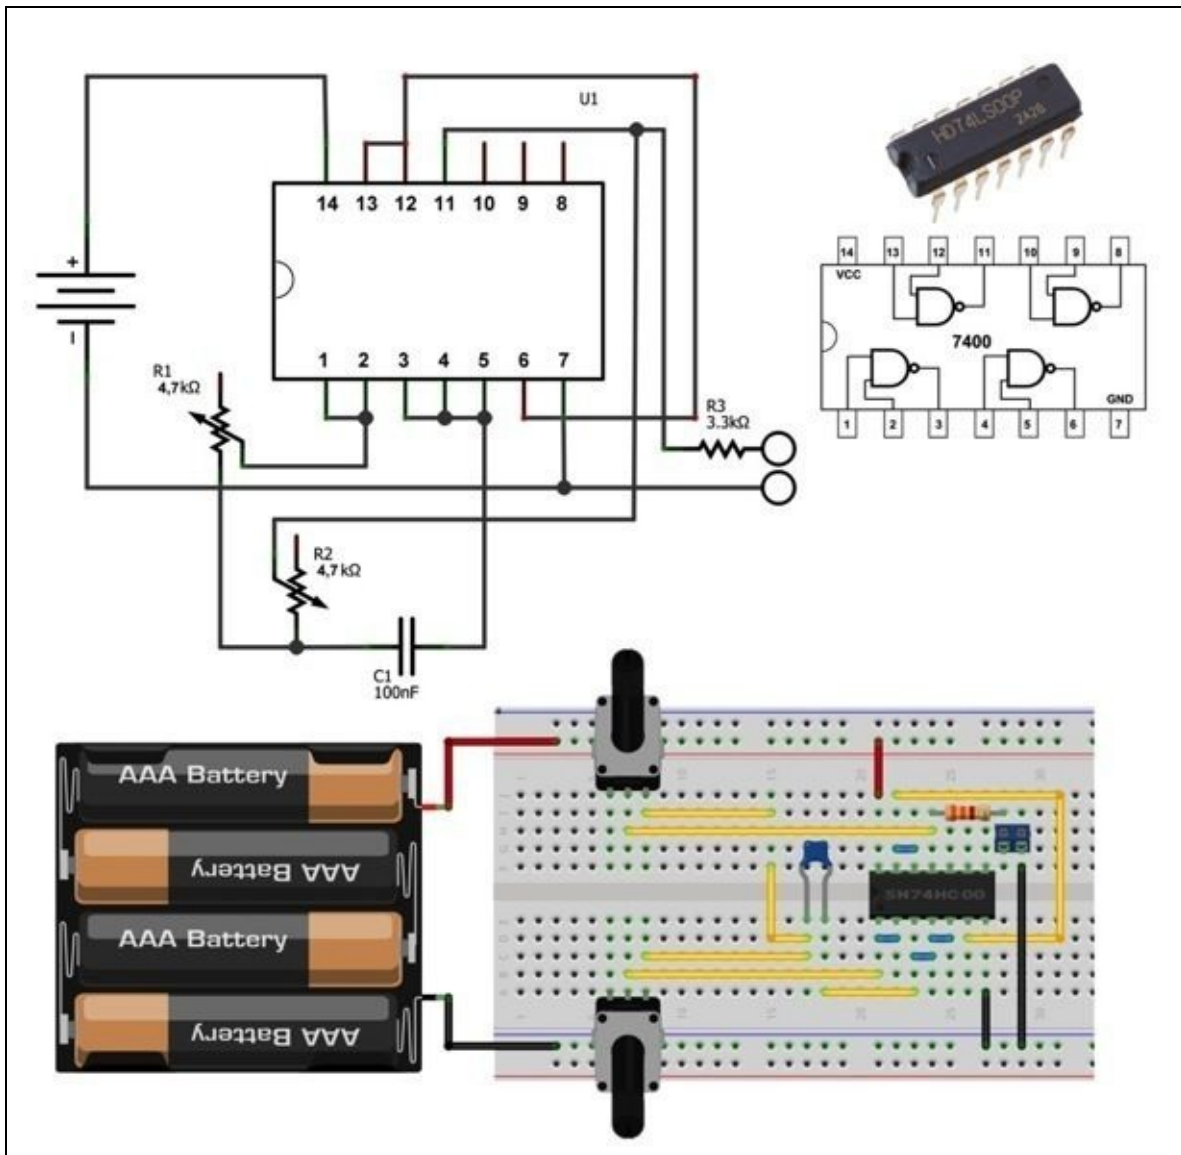 U1
14 13 12 11 10 9 8
1 2 3 4 5 6 7
+
R1
4,7kΩ
R3
3.3kΩ
R2
4,7kΩ
C1
100nF
HD74LS00P
2A26
14 13 12 11 10 9 8
VCC
7400
GND
1 2 3 4 5 6 7
AAA Battery
AAA Battery
AAA Battery
AAA Battery
SN74HC00